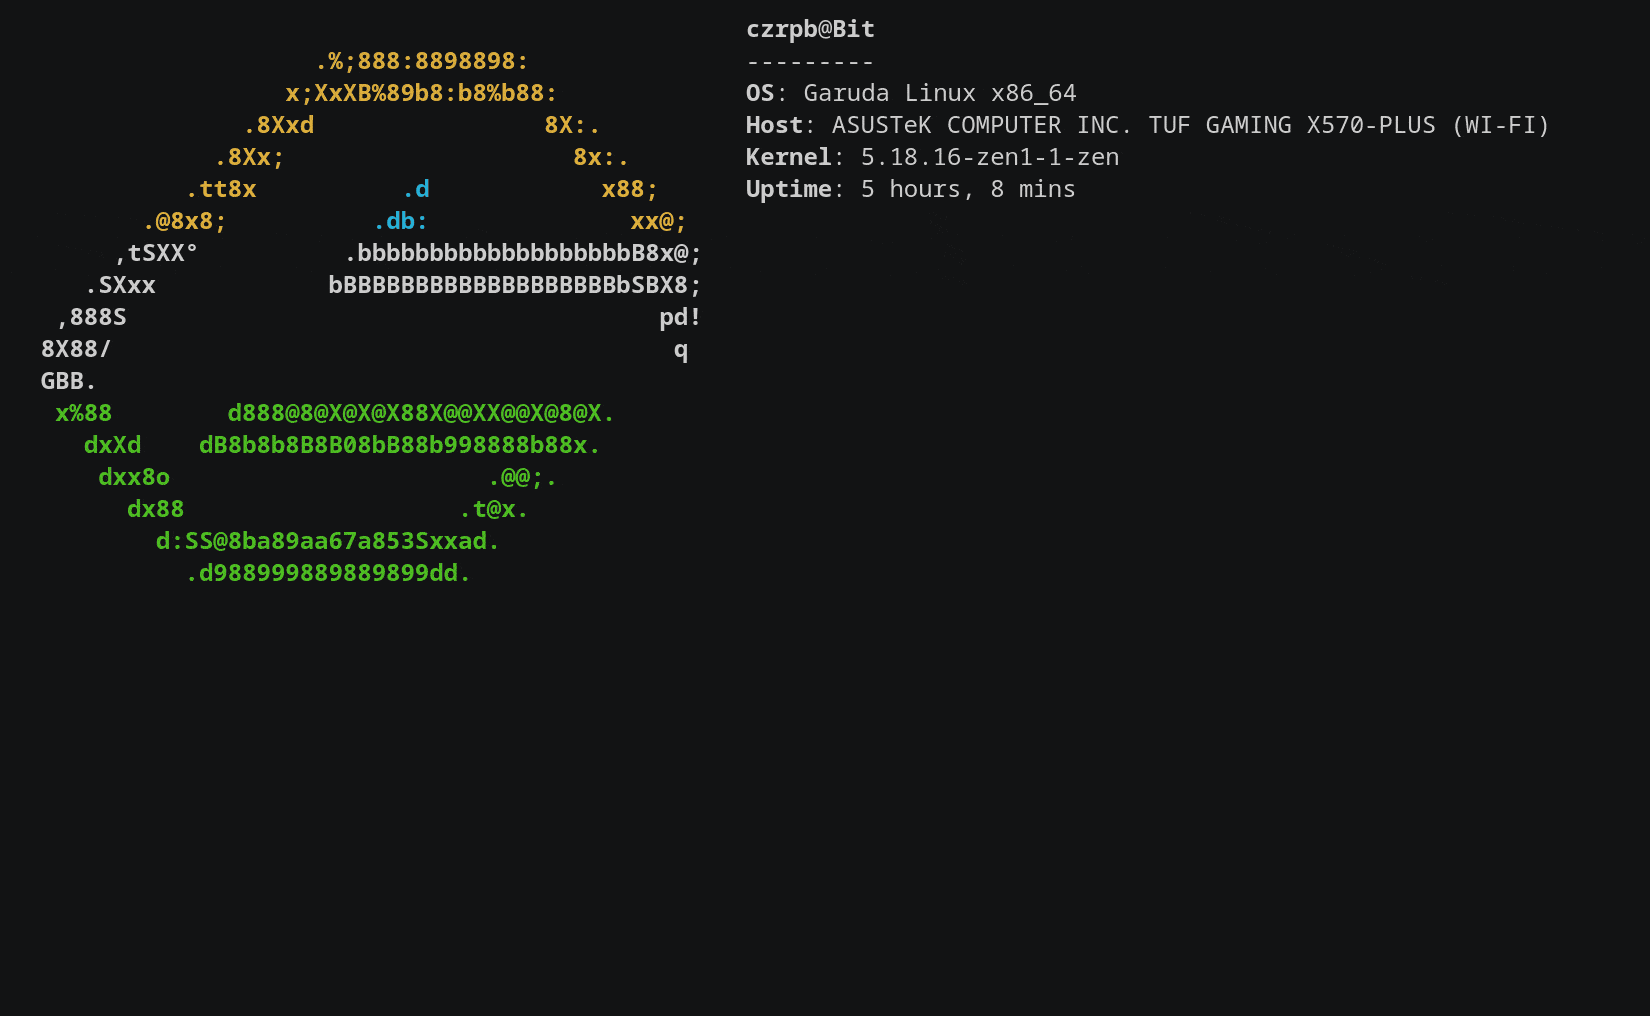 czrpb@Bit
.%;888:8898898: ---------
x;XxXB%89b8:b8%b88: OS: Garuda Linux x86_64
.8Xxd 8X:. Host: ASUSTeK COMPUTER INC. TUF GAMING X570-PLUS (WI-FI)
.8Xx; 8x:. Kernel: 5.18.16-zen1-1-zen
.tt8x .d x88; Uptime: 5 hours, 8 mins
.@8x8; .db: xx@;
,tSXX° .bbbbbbbbbbbbbbbbbbbB8x@;
.SXxx bBBBBBBBBBBBBBBBBBBBbSBX8;
,888S pd!
8X88/ q
GBB.
x%88 d888@8@X@X@X88X@@XX@@X@8@X.
dxXd dB8b8b8B8B08bB88b998888b88x.
dxx8o .@@;.
dx88 .t@x.
d:SS@8ba89aa67a853Sxxad.
.d988999889889899dd.